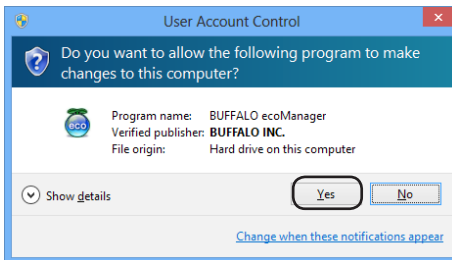 User Account Control
Do you want to allow the following program to make
changes to this computer?
eco
Program name: BUFFALO ecoManager
Verified publisher: BUFFALO INC.
File origin: Hard drive on this computer
Show details Yes No
Change when these notifications appear